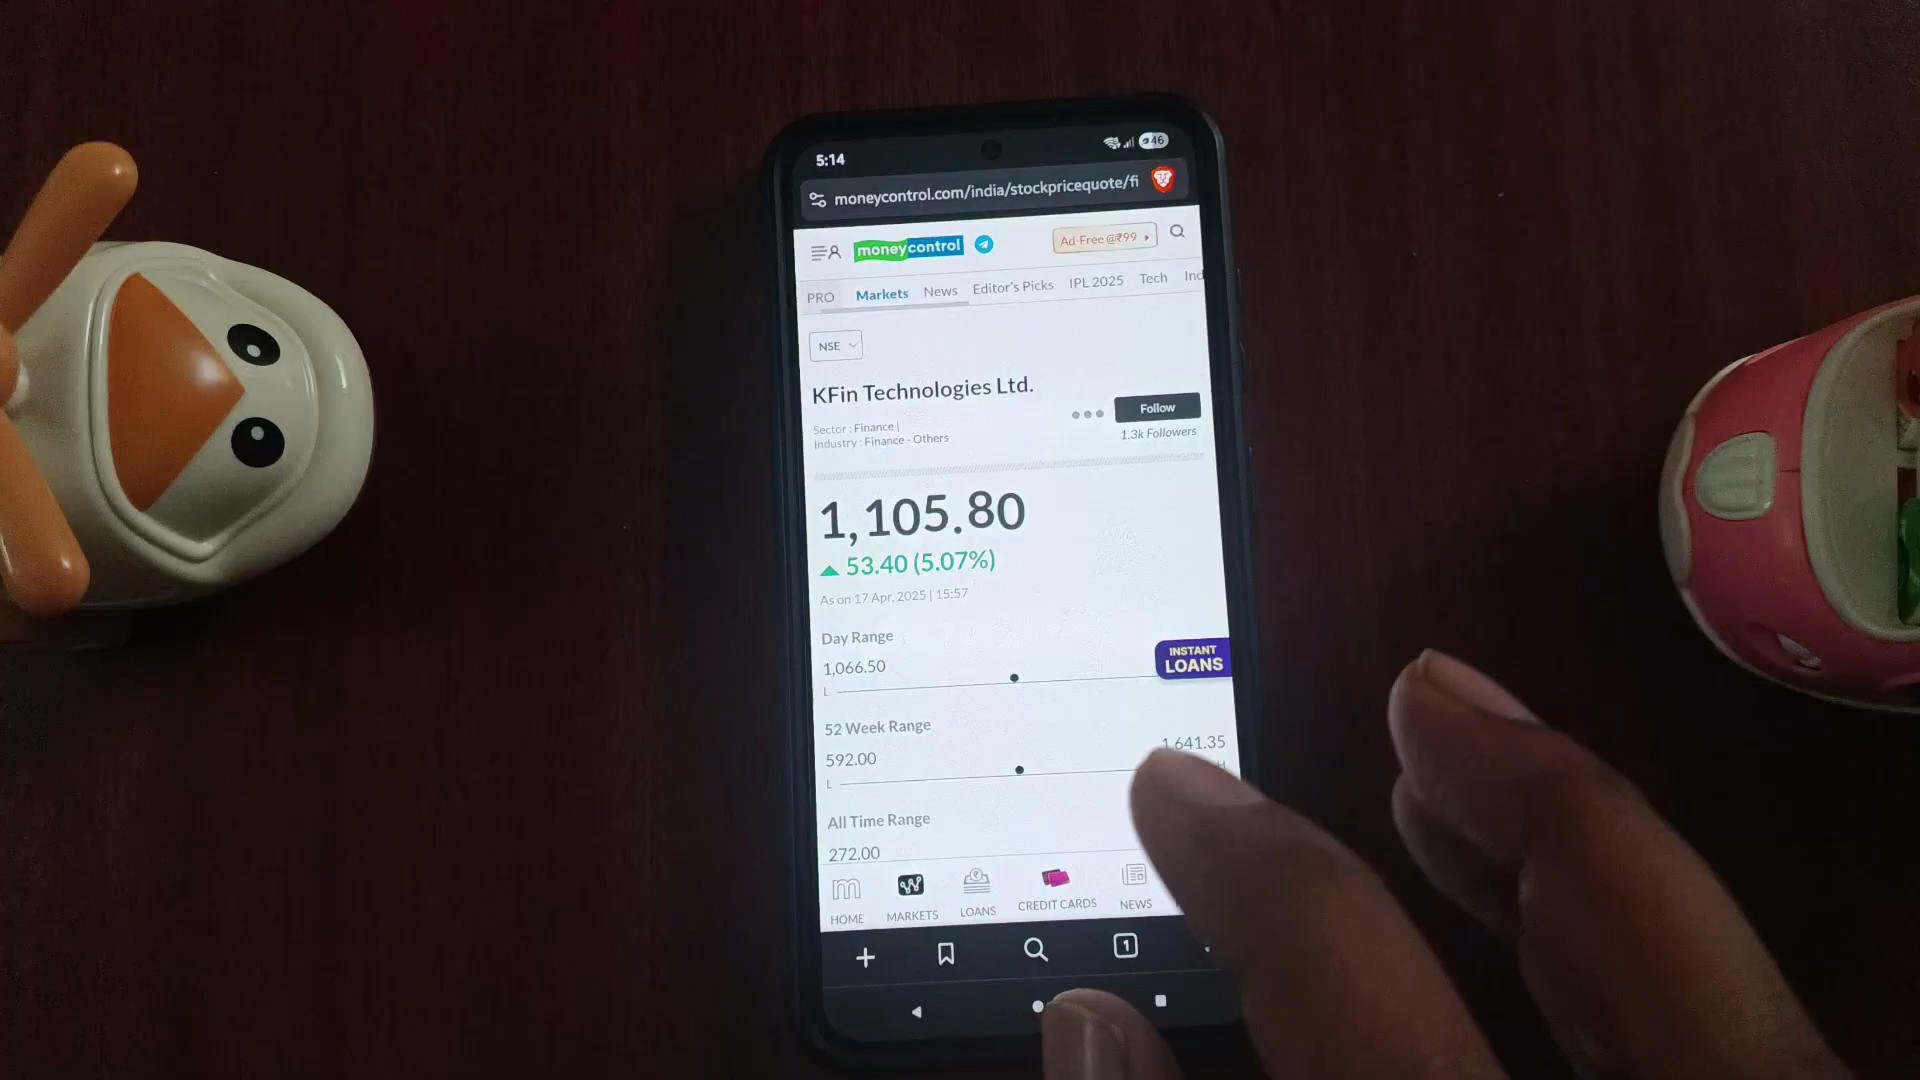 5:14
46
moneycontrol.com/india/stockpricequote/fi
moneycontrol
Ad-Free @₹99
PRO Markets News Editor's Picks IPL 2025 Tech Ind
NSE
KFin Technologies Ltd.
Follow
Sector : Finance |
Industry : Finance - Others
1.3k Followers
1,105.80
53.40 (5.07%)
As on 17 Apr, 2025 | 15:57
Day Range
INSTANT
LOANS
1,066.50
L
52 Week Range
592.00 1,641.35
L H
All Time Range
272.00
HOME MARKETS LOANS CREDIT CARDS NEWS
1